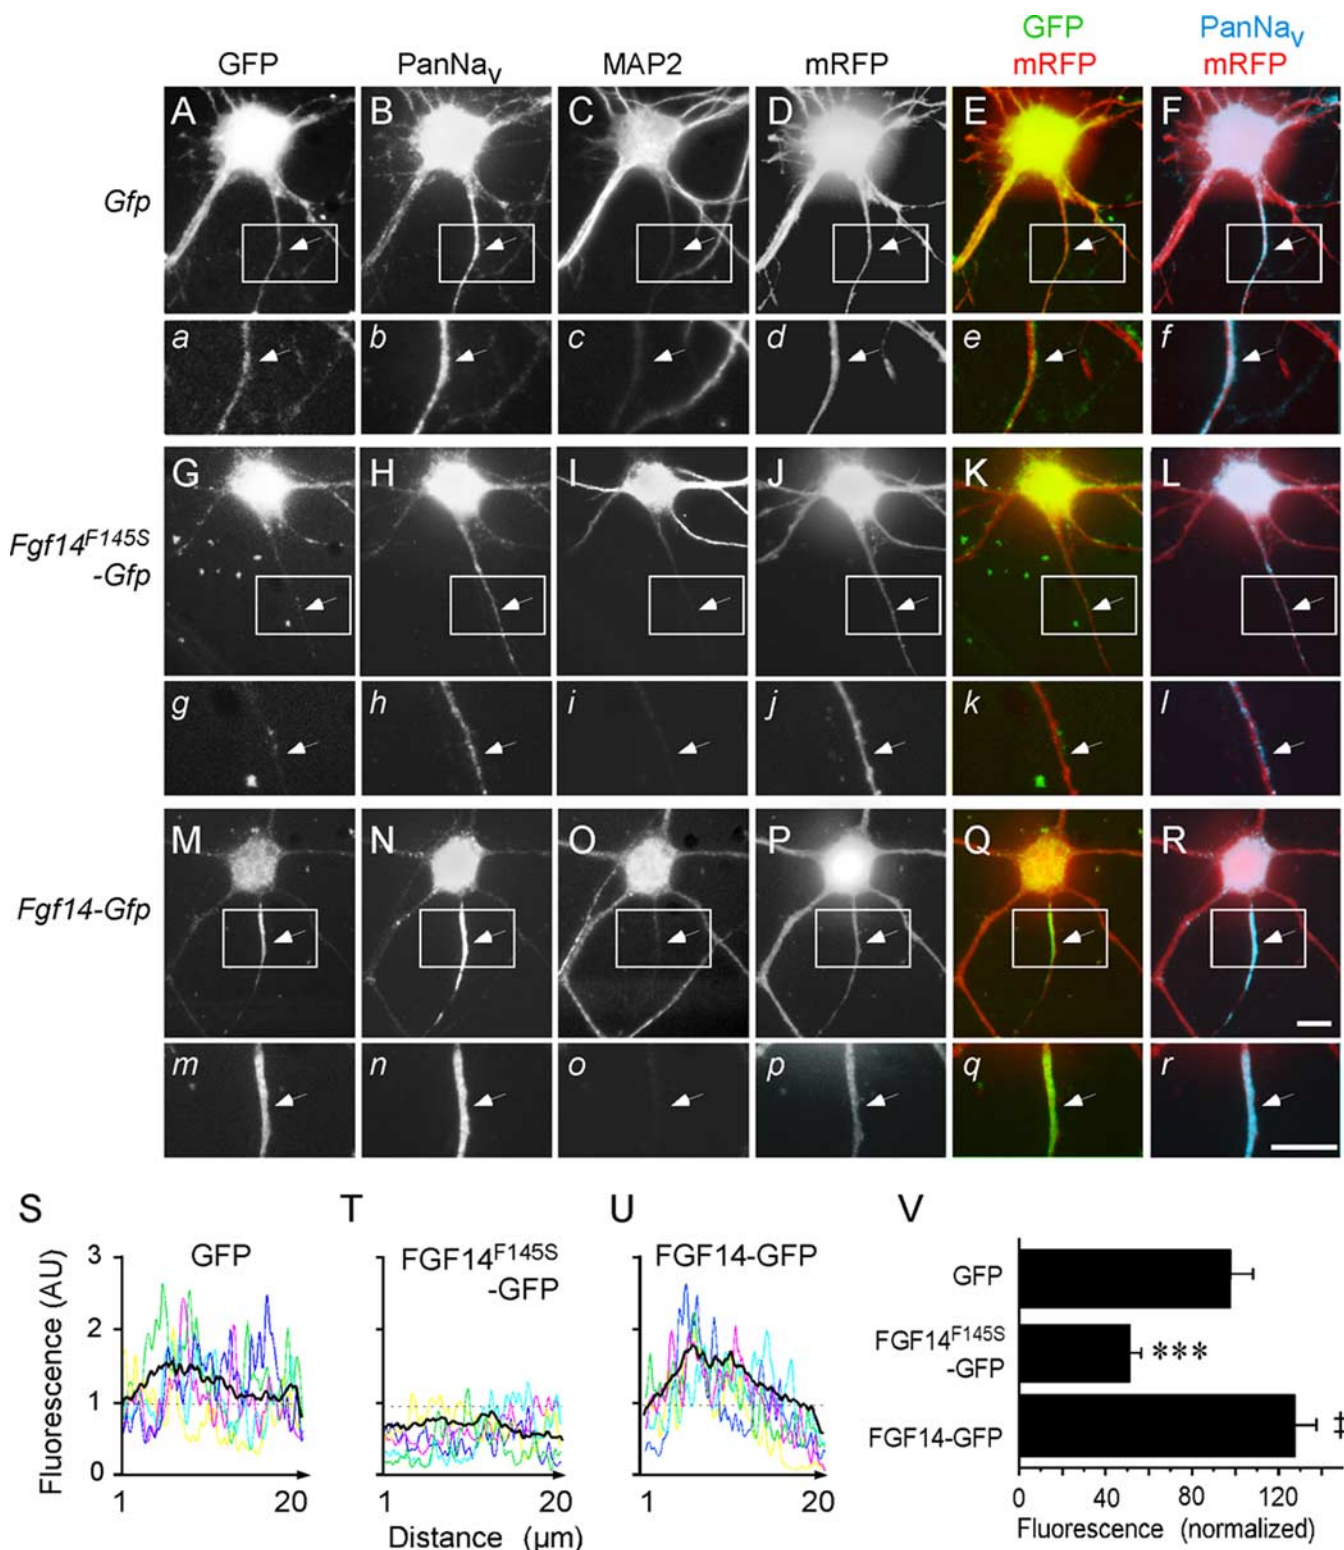 GFP PanNaV
GFP PanNaV MAP2 mRFP mRFP mRFP
Gfp A B C D E F
a b c d e f
G H I J K L
Fgf14F145S
-Gfp
g h i j k l
M N O P Q R
Fgf14-Gfp
m n o p q r
S T U V
GFP FGF14F145S
-GFP FGF14-GFP
Fluorescence (AU)
3
2
1
0
1 20 1 20 1 20
Distance (µm)
GFP
FGF14F145S
-GFP ***
FGF14-GFP ‡
0 40 80 120
Fluorescence (normalized)